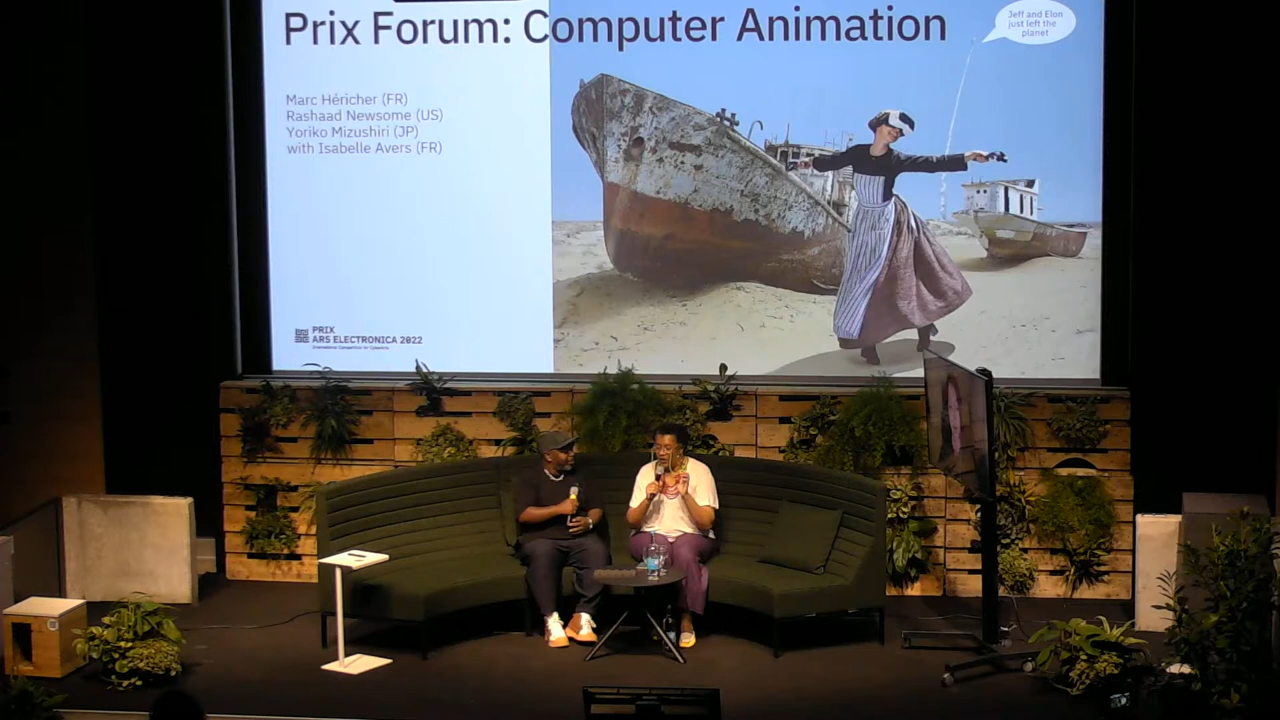 Prix Forum: Computer Animation
Jeff and Elon
just left the
planet
Marc Héricher (FR)
Rashaad Newsome (US)
Yoriko Mizushiri (JP)
with Isabelle Avers (FR)
PRIX
ARS ELECTRONICA 2022